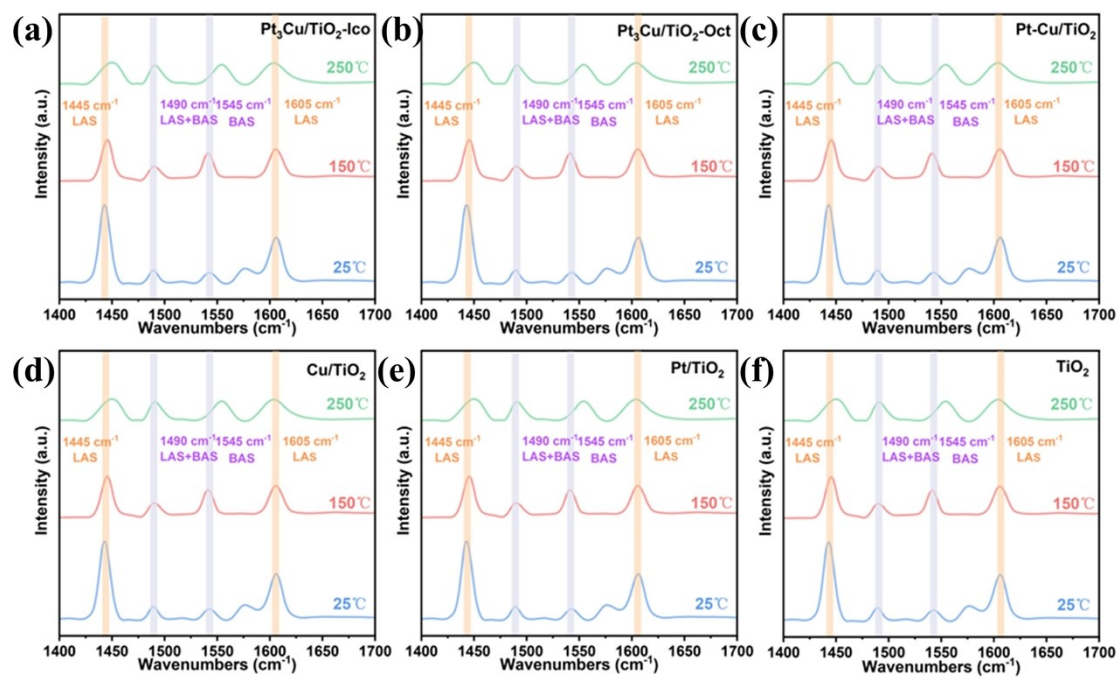 (a)
Pt₃Cu/TiO₂-Ico
250℃
1445 cm⁻¹
LAS
1490 cm⁻¹
LAS+BAS
1545 cm⁻¹
BAS
1605 cm⁻¹
LAS
150℃
25℃
Intensity (a.u.)
1400 1450 1500 1550 1600 1650 1700
Wavenumbers (cm⁻¹)
(b)
Pt₃Cu/TiO₂-Oct
250℃
1445 cm⁻¹
LAS
1490 cm⁻¹
LAS+BAS
1545 cm⁻¹
BAS
1605 cm⁻¹
LAS
150℃
25℃
Intensity (a.u.)
1400 1450 1500 1550 1600 1650 1700
Wavenumbers (cm⁻¹)
(c)
Pt-Cu/TiO₂
250℃
1445 cm⁻¹
LAS
1490 cm⁻¹
LAS+BAS
1545 cm⁻¹
BAS
1605 cm⁻¹
LAS
150℃
25℃
Intensity (a.u.)
1400 1450 1500 1550 1600 1650 1700
Wavenumbers (cm⁻¹)
(d)
Cu/TiO₂
250℃
1445 cm⁻¹
LAS
1490 cm⁻¹
LAS+BAS
1545 cm⁻¹
BAS
1605 cm⁻¹
LAS
150℃
25℃
Intensity (a.u.)
1400 1450 1500 1550 1600 1650 1700
Wavenumbers (cm⁻¹)
(e)
Pt/TiO₂
250℃
1445 cm⁻¹
LAS
1490 cm⁻¹
LAS+BAS
1545 cm⁻¹
BAS
1605 cm⁻¹
LAS
150℃
25℃
Intensity (a.u.)
1400 1450 1500 1550 1600 1650 1700
Wavenumbers (cm⁻¹)
(f)
TiO₂
250℃
1445 cm⁻¹
LAS
1490 cm⁻¹
LAS+BAS
1545 cm⁻¹
BAS
1605 cm⁻¹
LAS
150℃
25℃
Intensity (a.u.)
1400 1450 1500 1550 1600 1650 1700
Wavenumbers (cm⁻¹)